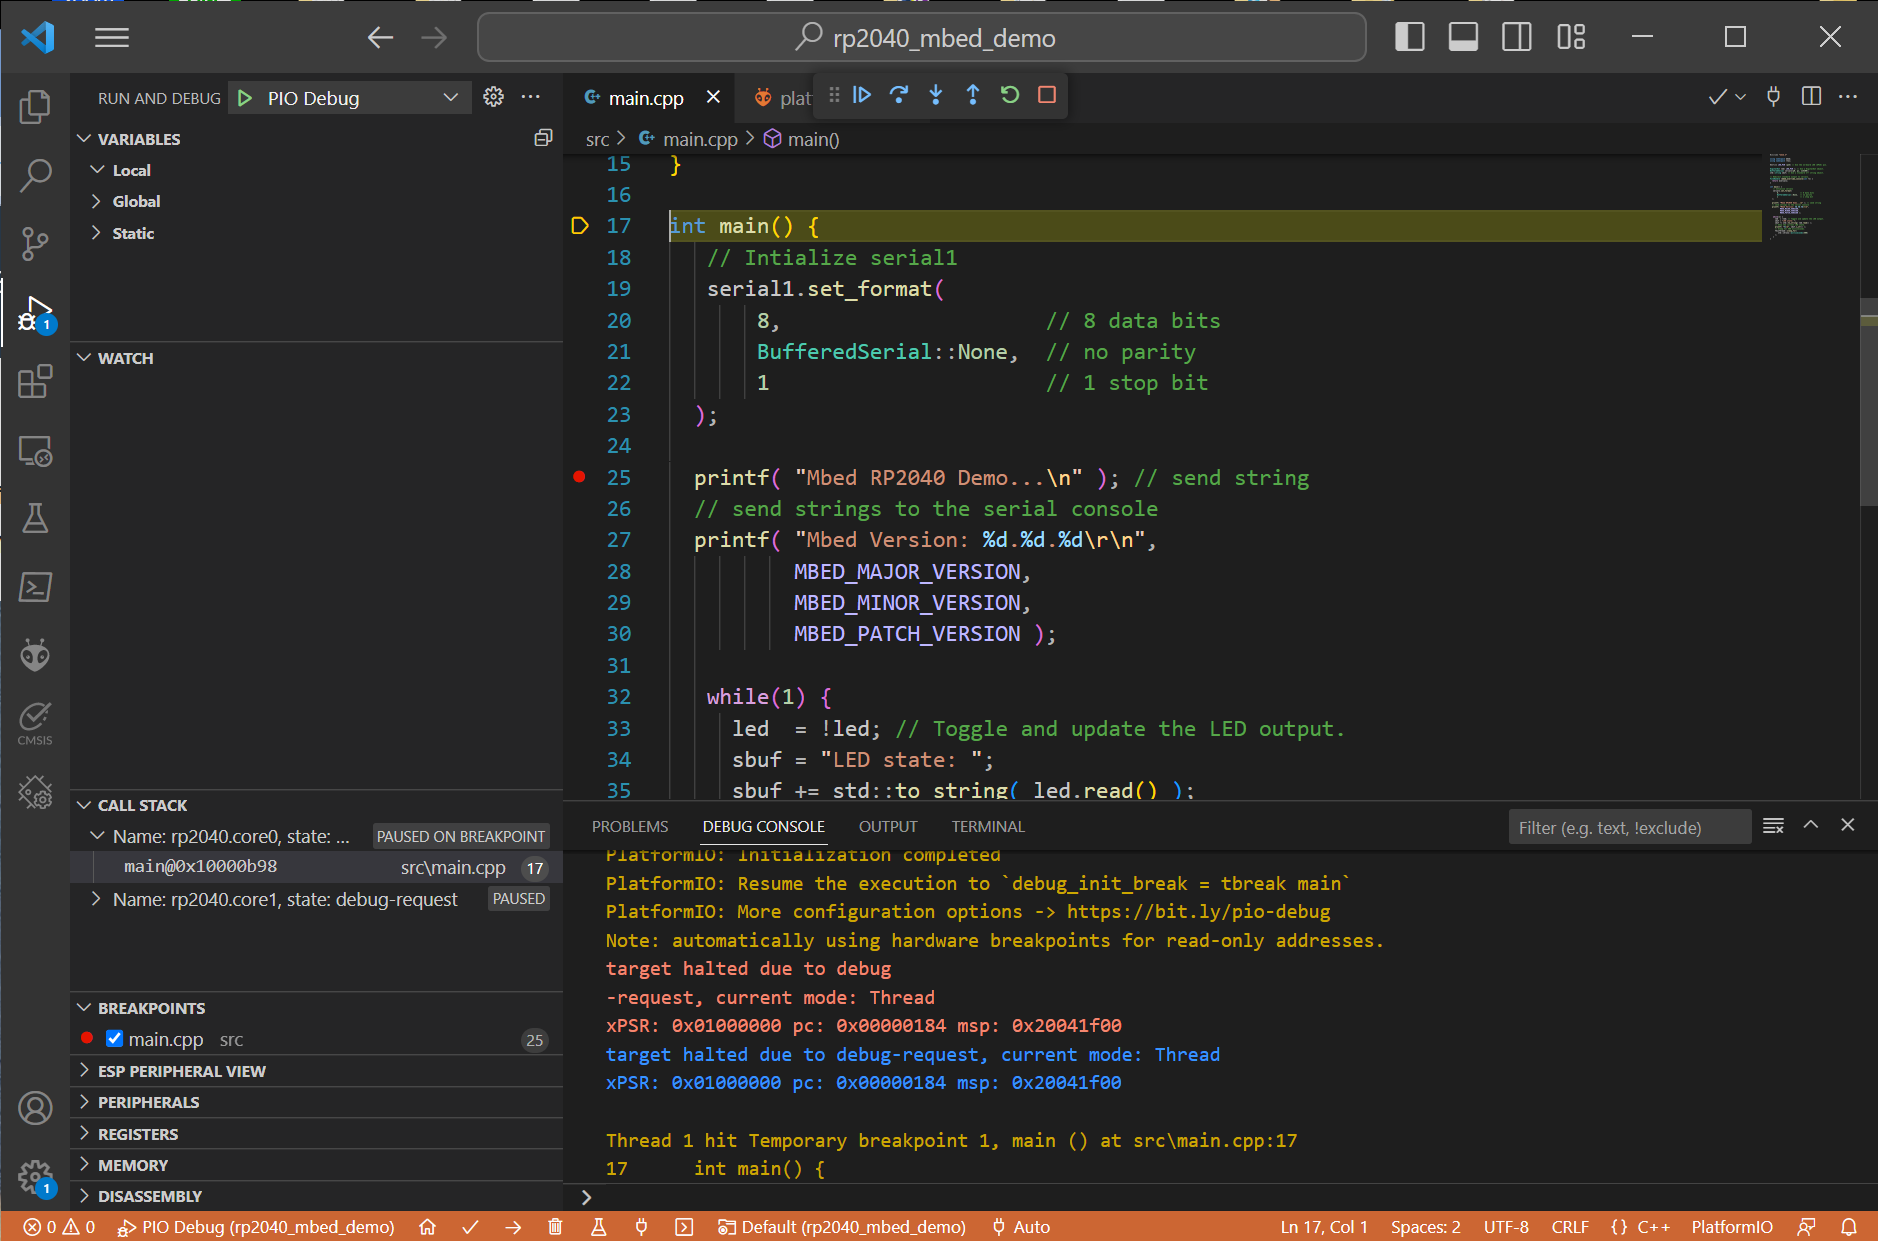 rp2040_mbed_demo
RUN AND DEBUG PIO Debug
VARIABLES
Local
Global
Static
WATCH
CALL STACK
Name: rp2040.core0, state: ... PAUSED ON BREAKPOINT
main@0x10000b98 src\main.cpp 17
Name: rp2040.core1, state: debug-request PAUSED
BREAKPOINTS
main.cpp src 25
ESP PERIPHERAL VIEW
PERIPHERALS
REGISTERS
MEMORY
DISASSEMBLY
1
CMSIS
1
main.cpp plat
src > main.cpp > main()
15 }
16
17 int main() {
18 // Intialize serial1
19 serial1.set_format(
20 8, // 8 data bits
21 BufferedSerial::None, // no parity
22 1 // 1 stop bit
23 );
24
25 printf( "Mbed RP2040 Demo...\n" ); // send string
26 // send strings to the serial console
27 printf( "Mbed Version: %d.%d.%d\r\n",
28 MBED_MAJOR_VERSION,
29 MBED_MINOR_VERSION,
30 MBED_PATCH_VERSION );
31
32 while(1) {
33 led = !led; // Toggle and update the LED output.
34 sbuf = "LED state: ";
35 sbuf += std::to_string( led.read() );
PROBLEMS DEBUG CONSOLE OUTPUT TERMINAL Filter (e.g. text, !exclude)
PlatformIO: Initialization completed
PlatformIO: Resume the execution to `debug_init_break = tbreak main`
PlatformIO: More configuration options -> https://bit.ly/pio-debug
Note: automatically using hardware breakpoints for read-only addresses.
target halted due to debug
-request, current mode: Thread
xPSR: 0x01000000 pc: 0x00000184 msp: 0x20041f00
target halted due to debug-request, current mode: Thread
xPSR: 0x01000000 pc: 0x00000184 msp: 0x20041f00
Thread 1 hit Temporary breakpoint 1, main () at src\main.cpp:17
17 int main() {
>
0 0 PIO Debug (rp2040_mbed_demo) Default (rp2040_mbed_demo) Auto Ln 17, Col 1 Spaces: 2 UTF-8 CRLF {} C++ PlatformIO